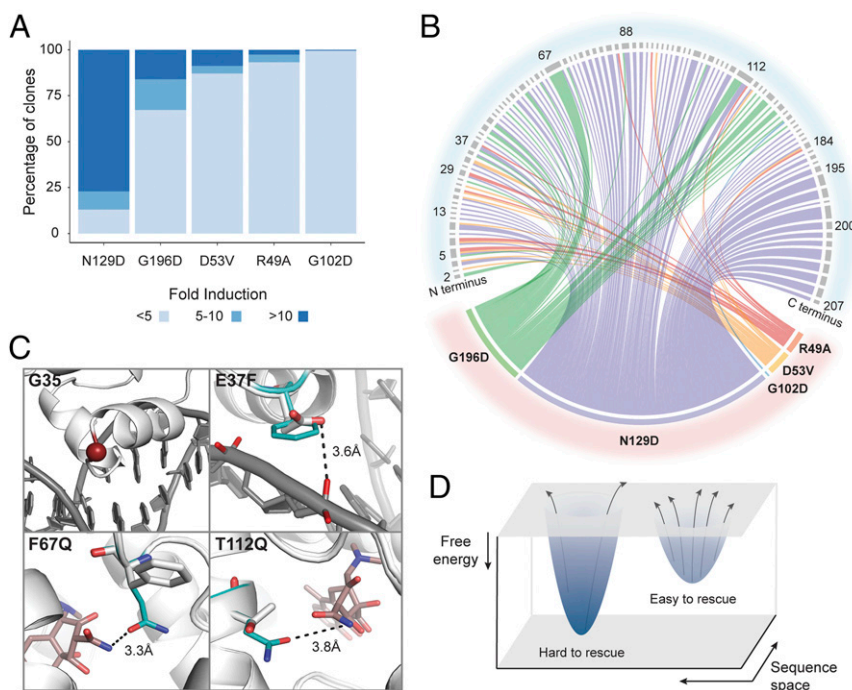 A
Percentage of clones
100
75
50
25
0
N129D G196D D53V R49A G102D
Fold Induction
<5 5-10 >10
B
88
67
112
37
184
29
195
13
200
5
2
N terminus
C terminus
207
G196D
R49A
D53V
G102D
N129D
C
G35
E37F
3.6Å
F67Q
3.3Å
T112Q
3.8Å
D
Free
energy
Easy to rescue
Hard to rescue
Sequence
space